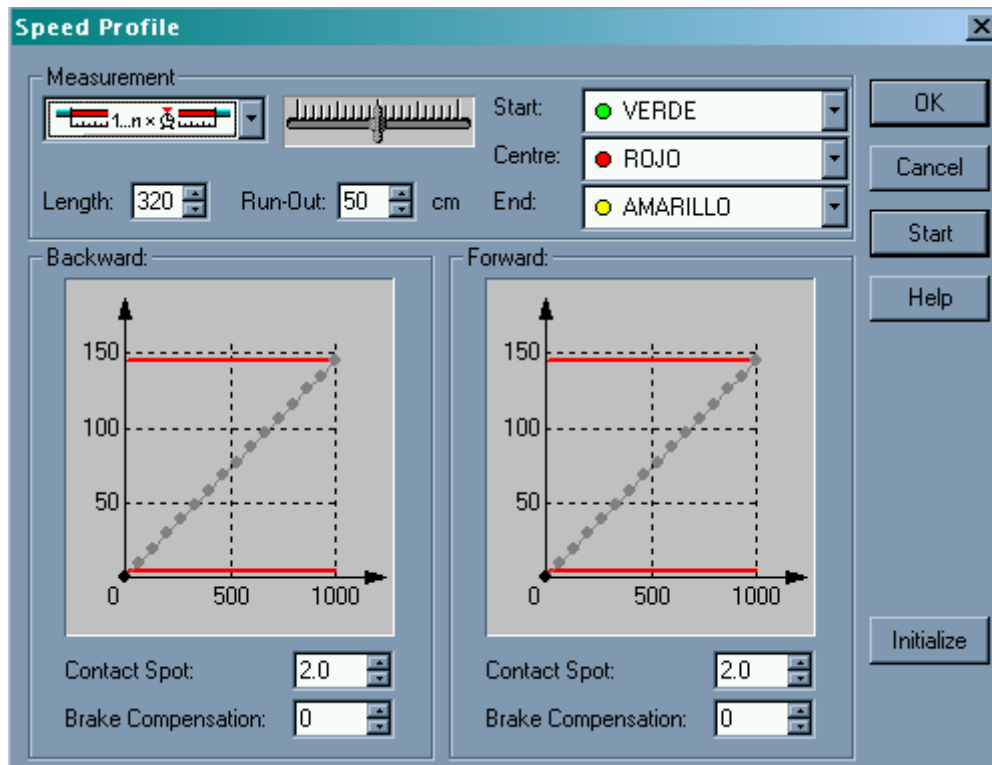 Speed Profile
Measurement
1...n ×
Start: VERDE
Centre: ROJO
Length: 320 Run-Out: 50 cm End: AMARILLO
OK
Cancel
Start
Help
Initialize
Backward:
150
100
50
0 500 1000
Contact Spot: 2.0
Brake Compensation: 0
Forward:
150
100
50
0 500 1000
Contact Spot: 2.0
Brake Compensation: 0